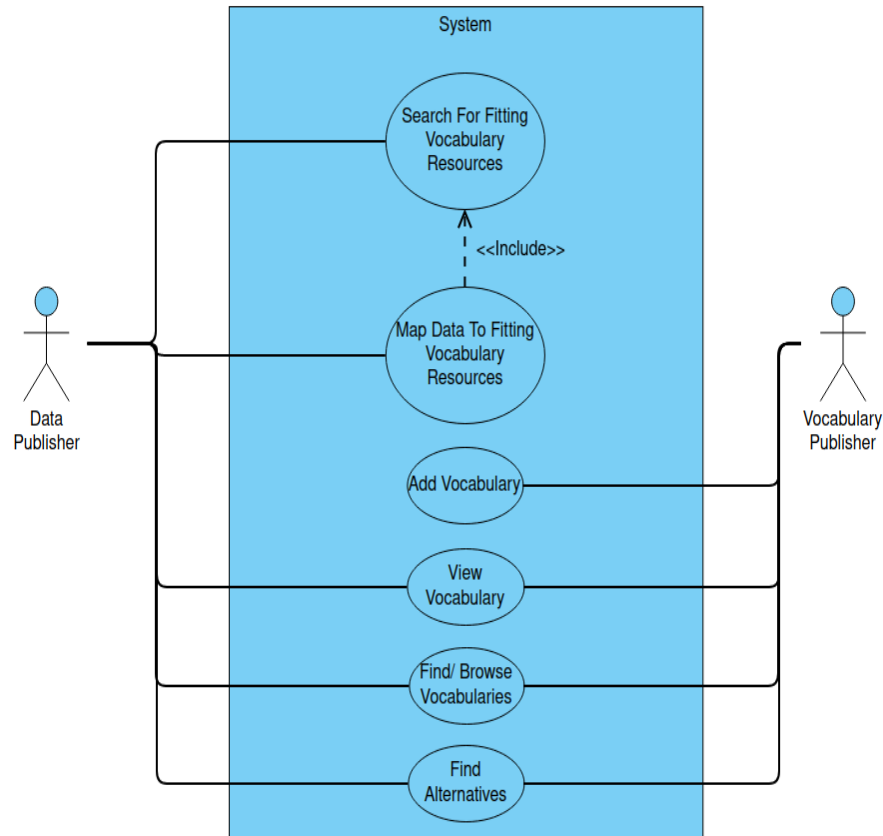 System
Search For Fitting
Vocabulary
Resources
<<Include>>
Map Data To Fitting
Vocabulary
Resources
Data
Publisher
Vocabulary
Publisher
Add Vocabulary
View
Vocabulary
Find/ Browse
Vocabularies
Find
Alternatives